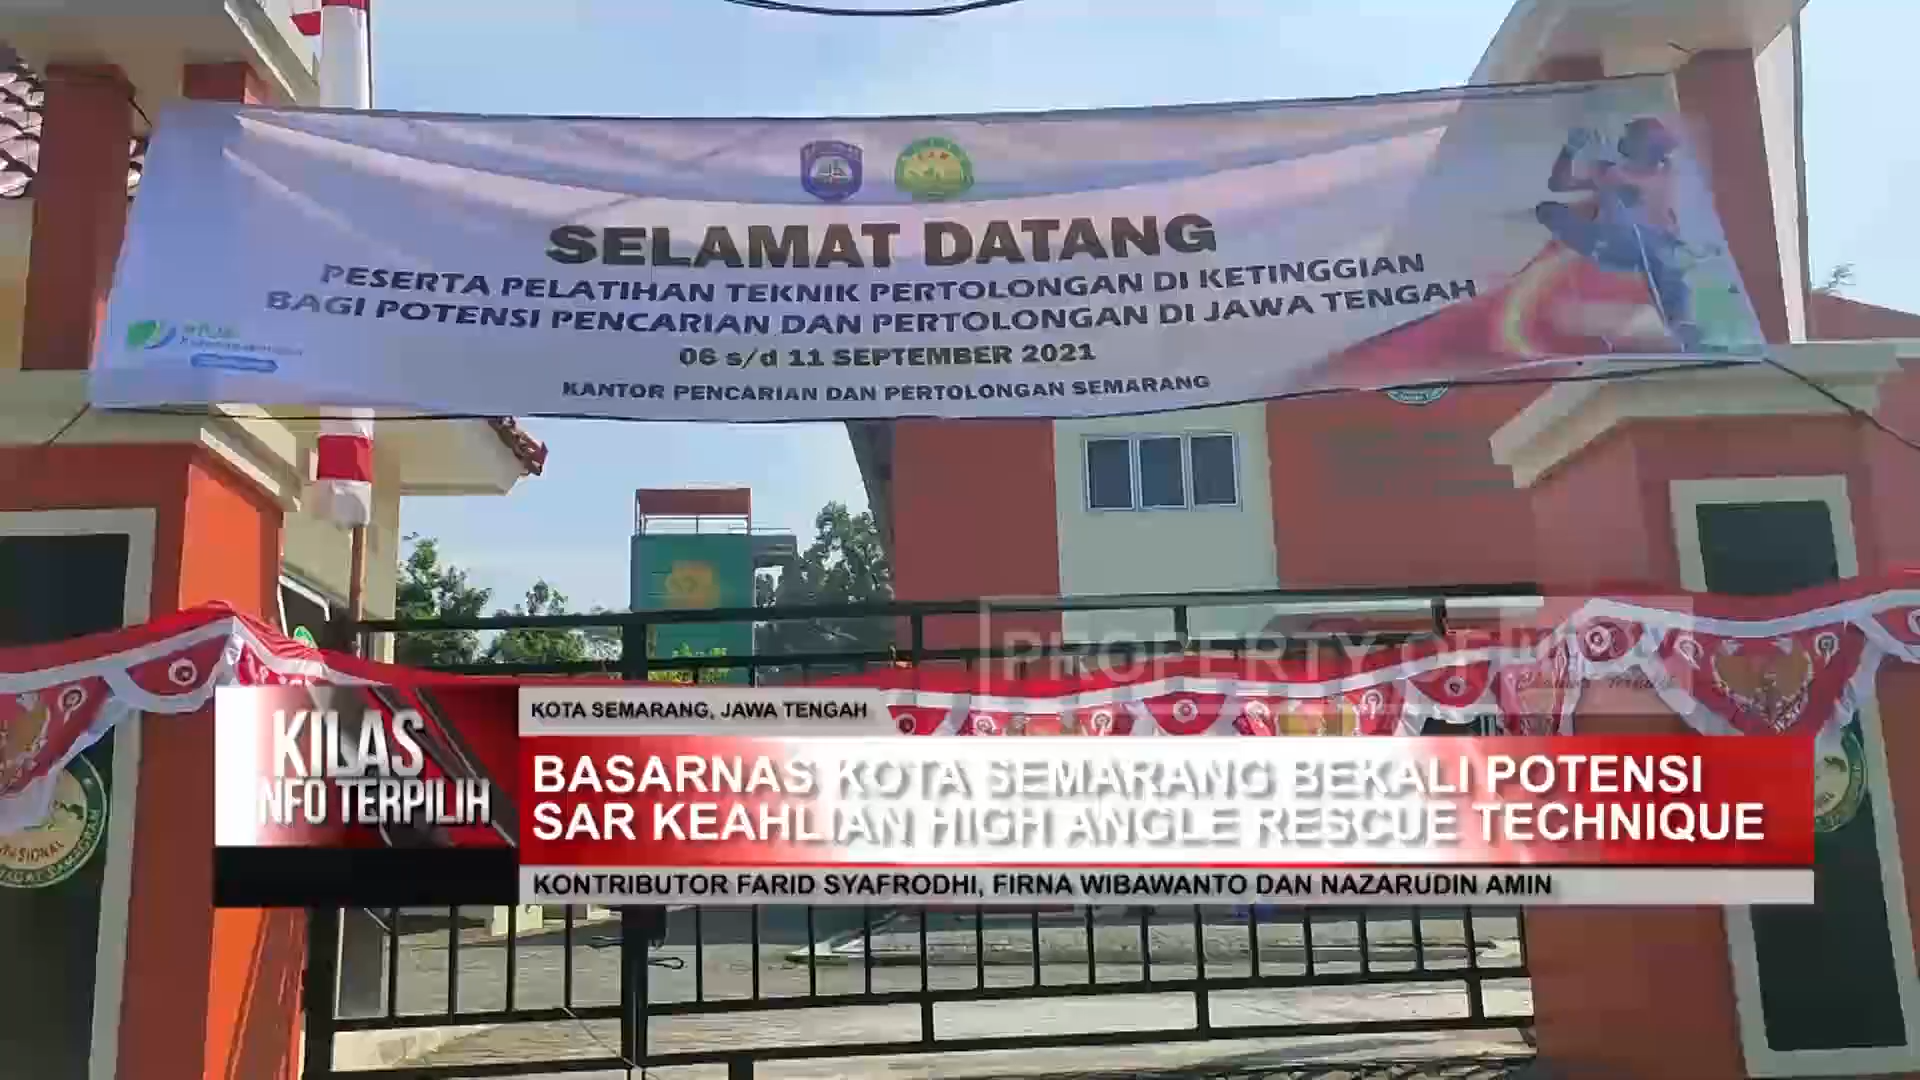 SELAMAT DATANG
PESERTA PELATIHAN TEKNIK PERTOLONGAN DI KETINGGIAN
BAGI POTENSI PENCARIAN DAN PERTOLONGAN DI JAWA TENGAH
06 s/d 11 SEPTEMBER 2021
KANTOR PENCARIAN DAN PERTOLONGAN SEMARANG
PROPERTY OF
KOTA SEMARANG, JAWA TENGAH
KILAS
INFO TERPILIH
BASARNAS KOTA SEMARANG BEKALI POTENSI
SAR KEAHLIAN HIGH ANGLE RESCUE TECHNIQUE
KONTRIBUTOR FARID SYAFRODHI, FIRNA WIBAWANTO DAN NAZARUDIN AMIN